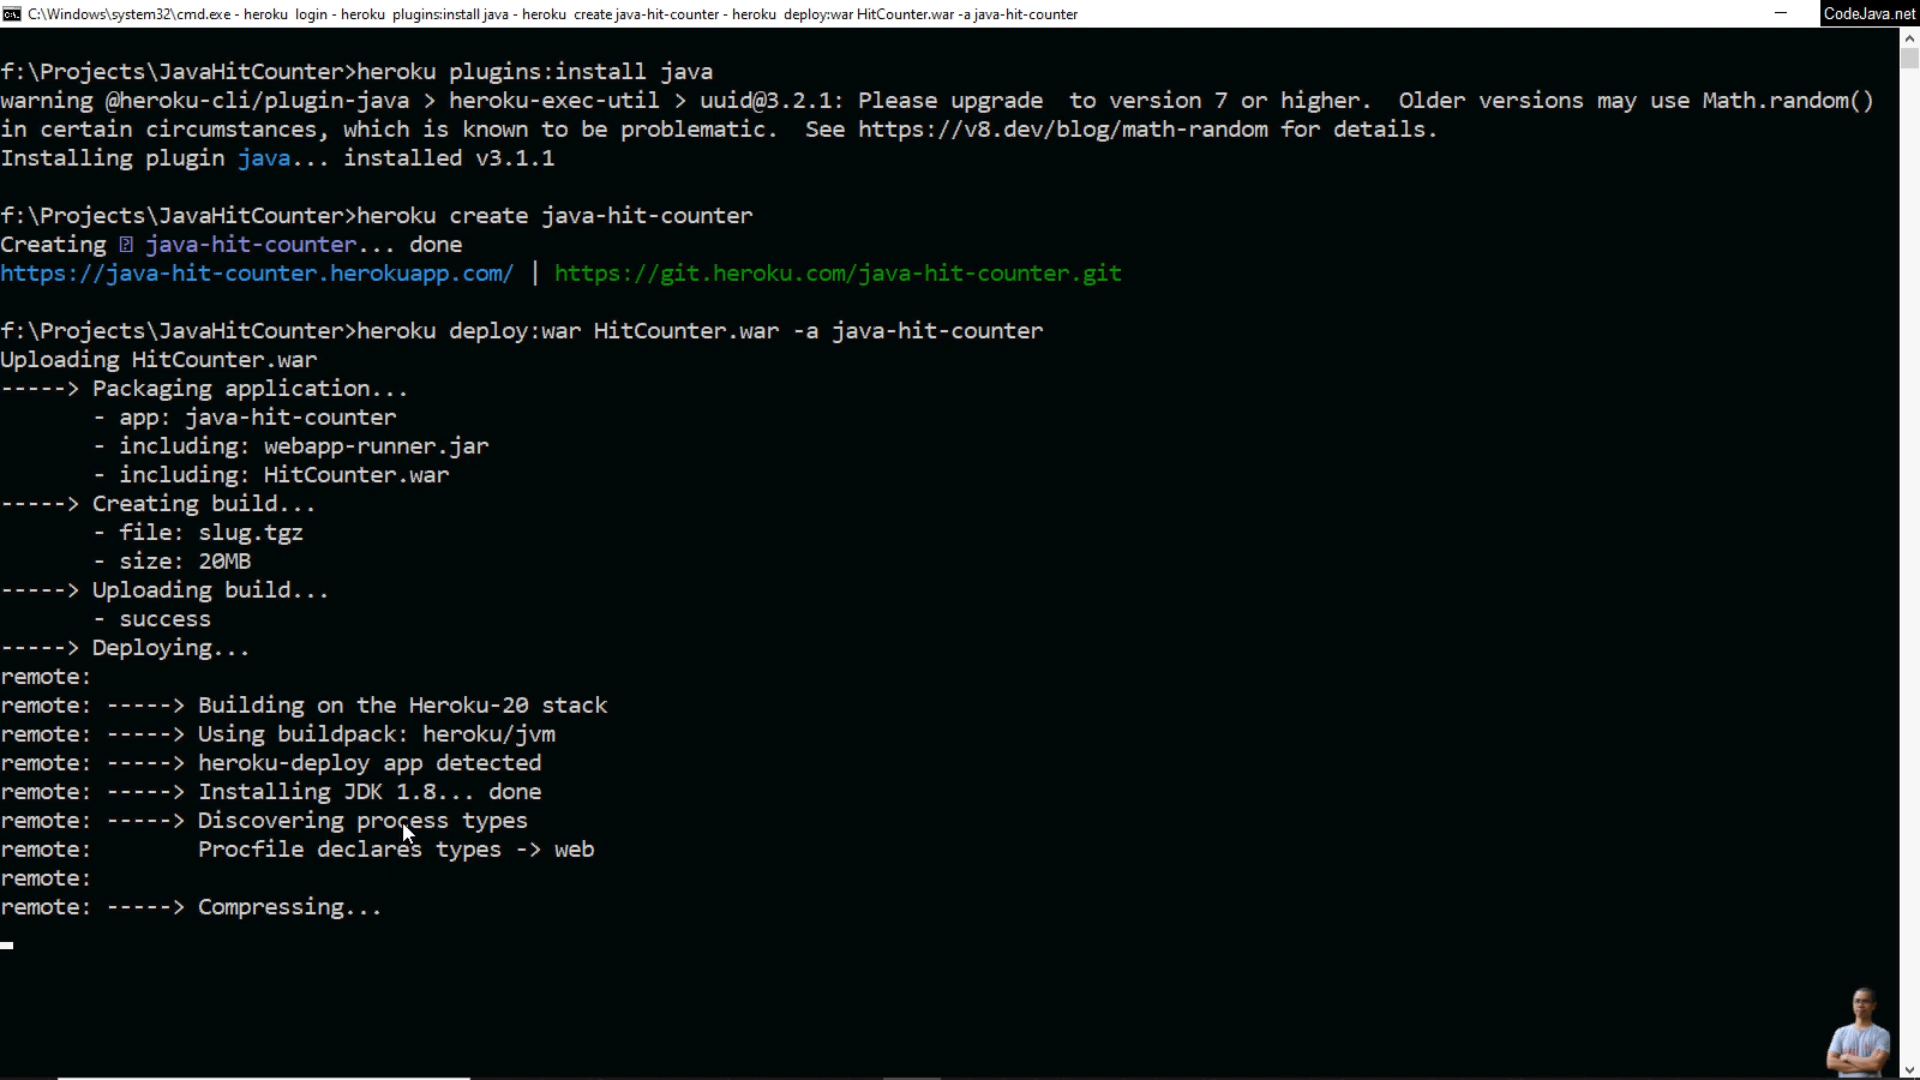 C:\Windows\system32\cmd.exe - heroku  login - heroku  plugins:install java - heroku  create java-hit-counter - heroku  deploy:war HitCounter.war -a java-hit-counter
CodeJava.net
f:\Projects\JavaHitCounter>heroku plugins:install java
warning @heroku-cli/plugin-java > heroku-exec-util > uuid@3.2.1: Please upgrade  to version 7 or higher.  Older versions may use Math.random()
in certain circumstances, which is known to be problematic.  See https://v8.dev/blog/math-random for details.
Installing plugin java... installed v3.1.1
f:\Projects\JavaHitCounter>heroku create java-hit-counter
Creating ⍰ java-hit-counter... done
https://java-hit-counter.herokuapp.com/ | https://git.heroku.com/java-hit-counter.git
f:\Projects\JavaHitCounter>heroku deploy:war HitCounter.war -a java-hit-counter
Uploading HitCounter.war
-----> Packaging application...
       - app: java-hit-counter
       - including: webapp-runner.jar
       - including: HitCounter.war
-----> Creating build...
       - file: slug.tgz
       - size: 20MB
-----> Uploading build...
       - success
-----> Deploying...
remote:
remote: -----> Building on the Heroku-20 stack
remote: -----> Using buildpack: heroku/jvm
remote: -----> heroku-deploy app detected
remote: -----> Installing JDK 1.8... done
remote: -----> Discovering process types
remote:        Procfile declares types -> web
remote:
remote: -----> Compressing...